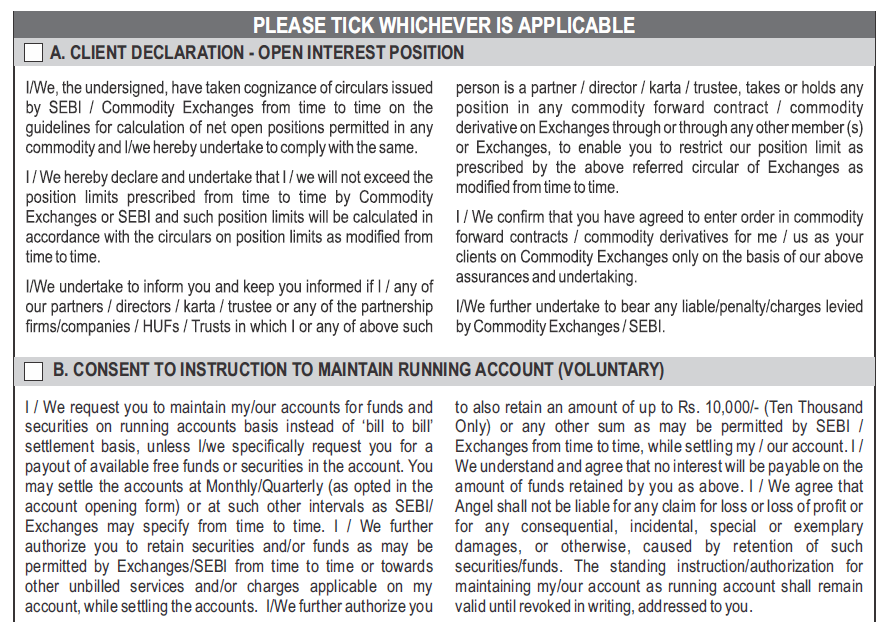 PLEASE TICK WHICHEVER IS APPLICABLE
A. CLIENT DECLARATION - OPEN INTEREST POSITION
I/We, the undersigned, have taken cognizance of circulars issued
by SEBI / Commodity Exchanges from time to time on the
guidelines for calculation of net open positions permitted in any
commodity and I/we hereby undertake to comply with the same.
I / We hereby declare and undertake that I / we will not exceed the
position limits prescribed from time to time by Commodity
Exchanges or SEBI and such position limits will be calculated in
accordance with the circulars on position limits as modified from
time to time.
I/We undertake to inform you and keep you informed if I / any of
our partners / directors / karta / trustee or any of the partnership
firms/companies / HUFs / Trusts in which I or any of above such
person is a partner / director / karta / trustee, takes or holds any
position in any commodity forward contract / commodity
derivative on Exchanges through or through any other member (s)
or Exchanges, to enable you to restrict our position limit as
prescribed by the above referred circular of Exchanges as
modified from time to time.
I / We confirm that you have agreed to enter order in commodity
forward contracts / commodity derivatives for me / us as your
clients on Commodity Exchanges only on the basis of our above
assurances and undertaking.
I/We further undertake to bear any liable/penalty/charges levied
by Commodity Exchanges / SEBI.
B. CONSENT TO INSTRUCTION TO MAINTAIN RUNNING ACCOUNT (VOLUNTARY)
I / We request you to maintain my/our accounts for funds and
securities on running accounts basis instead of ‘bill to bill’
settlement basis, unless I/we specifically request you for a
payout of available free funds or securities in the account. You
may settle the accounts at Monthly/Quarterly (as opted in the
account opening form) or at such other intervals as SEBI/
Exchanges may specify from time to time. I / We further
authorize you to retain securities and/or funds as may be
permitted by Exchanges/SEBI from time to time or towards
other unbilled services and/or charges applicable on my
account, while settling the accounts. I/We further authorize you
to also retain an amount of up to Rs. 10,000/- (Ten Thousand
Only) or any other sum as may be permitted by SEBI /
Exchanges from time to time, while settling my / our account. I /
We understand and agree that no interest will be payable on the
amount of funds retained by you as above. I / We agree that
Angel shall not be liable for any claim for loss or loss of profit or
for any consequential, incidental, special or exemplary
damages, or otherwise, caused by retention of such
securities/funds. The standing instruction/authorization for
maintaining my/our account as running account shall remain
valid until revoked in writing, addressed to you.